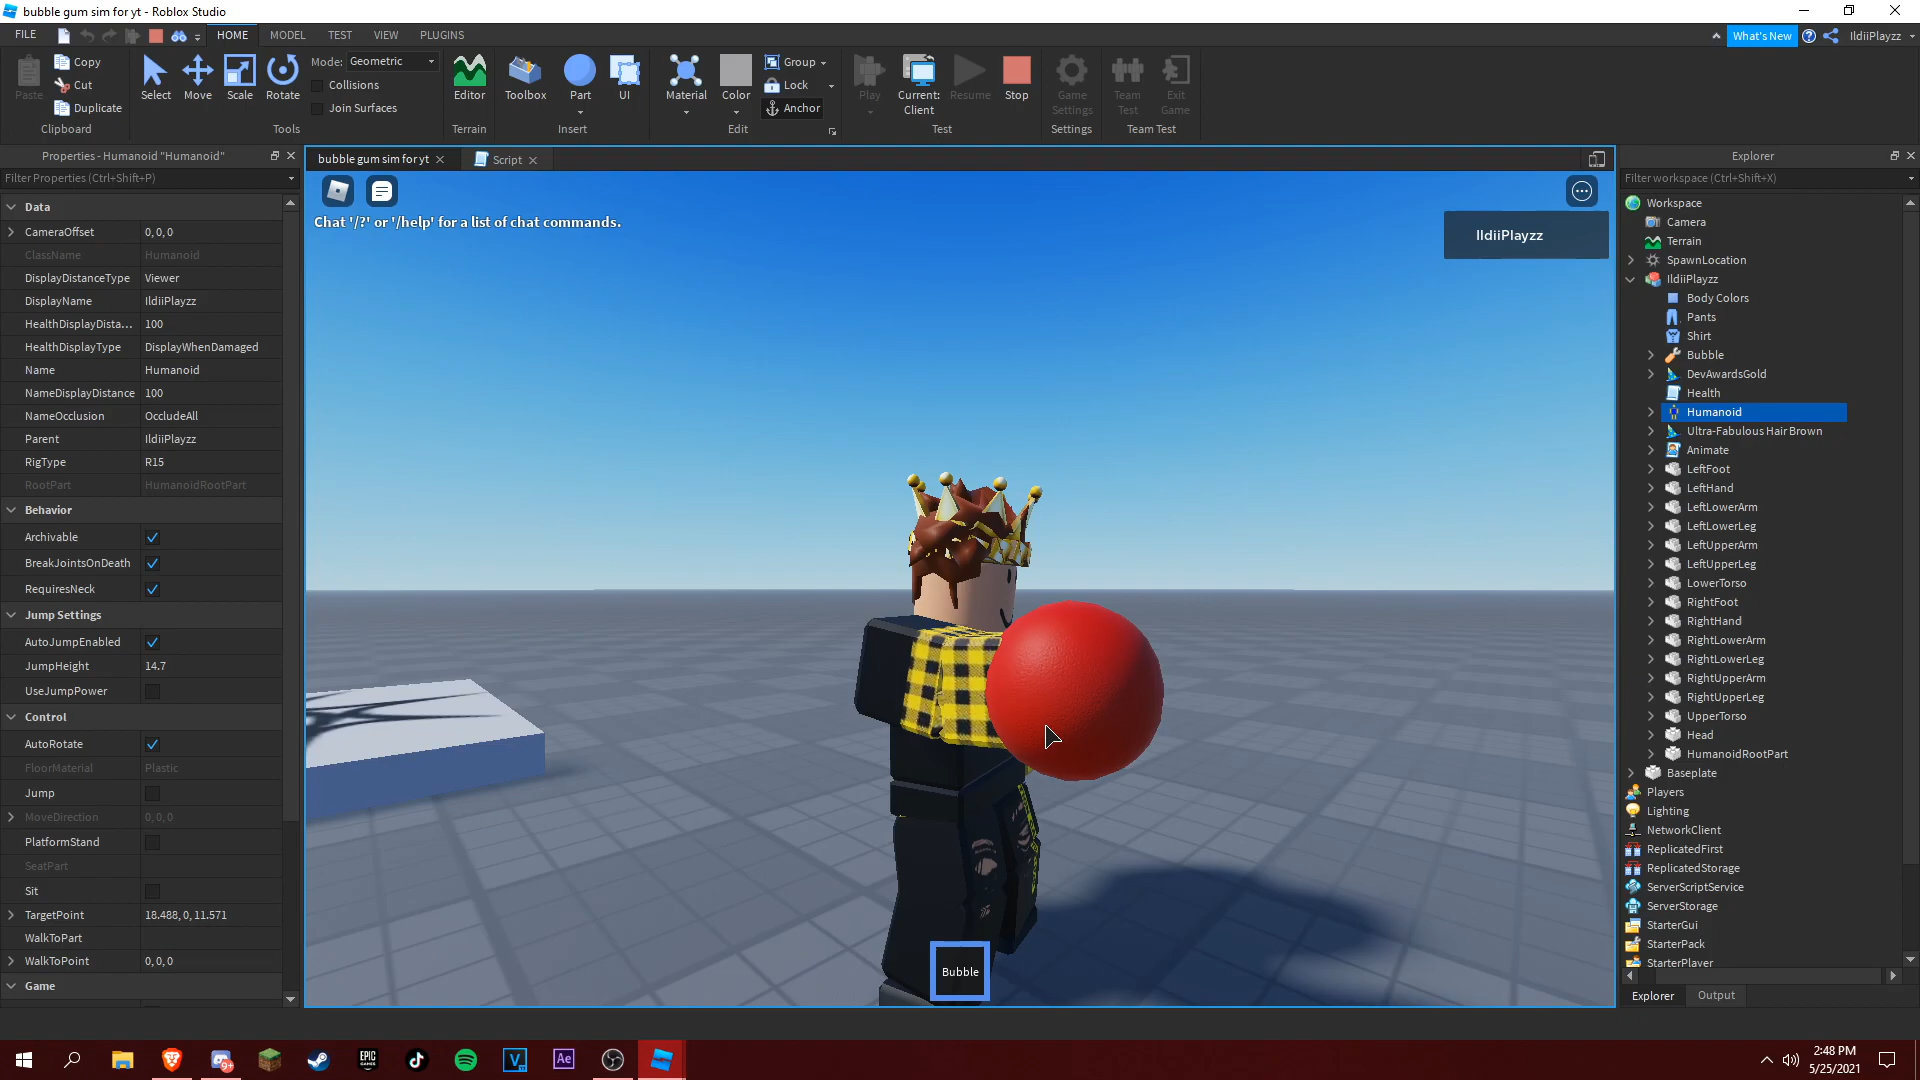 bubble gum sim for yt - Roblox Studio
FILE
HOME
MODEL
TEST
VIEW
PLUGINS
What's New
IldiiPlayzz
Paste
Copy
Cut
Duplicate
Clipboard
Select
Move
Scale
Rotate
Mode:
Geometric
Collisions
Join Surfaces
Tools
Editor
Terrain
Toolbox
Part
UI
Insert
Material
Color
Group
Lock
Anchor
Edit
Play
Current:
Client
Resume
Stop
Test
Game
Settings
Settings
Team
Test
Exit
Game
Team Test
Properties - Humanoid "Humanoid"
Filter Properties (Ctrl+Shift+P)
Data
CameraOffset 0, 0, 0
ClassName Humanoid
DisplayDistanceType Viewer
DisplayName IldiiPlayzz
HealthDisplayDista... 100
HealthDisplayType DisplayWhenDamaged
Name Humanoid
NameDisplayDistance 100
NameOcclusion OccludeAll
Parent IldiiPlayzz
RigType R15
RootPart HumanoidRootPart
Behavior
Archivable
BreakJointsOnDeath
RequiresNeck
Jump Settings
AutoJumpEnabled
JumpHeight 14.7
UseJumpPower
Control
AutoRotate
FloorMaterial Plastic
Jump
MoveDirection 0, 0, 0
PlatformStand
SeatPart
Sit
TargetPoint 18.488, 0, 11.571
WalkToPart
WalkToPoint 0, 0, 0
Game
bubble gum sim for yt
Script
Chat '/?' or '/help' for a list of chat commands.
IldiiPlayzz
Bubble
Explorer
Filter workspace (Ctrl+Shift+X)
Workspace
Camera
Terrain
SpawnLocation
IldiiPlayzz
Body Colors
Pants
Shirt
Bubble
DevAwardsGold
Health
Humanoid
Ultra-Fabulous Hair Brown
Animate
LeftFoot
LeftHand
LeftLowerArm
LeftLowerLeg
LeftUpperArm
LeftUpperLeg
LowerTorso
RightFoot
RightHand
RightLowerArm
RightLowerLeg
RightUpperArm
RightUpperLeg
UpperTorso
Head
HumanoidRootPart
Baseplate
Players
Lighting
NetworkClient
ReplicatedFirst
ReplicatedStorage
ServerScriptService
ServerStorage
StarterGui
StarterPack
StarterPlayer
Explorer
Output
9+
EPIC
GAMES
V
Ae
2:48 PM
5/25/2021